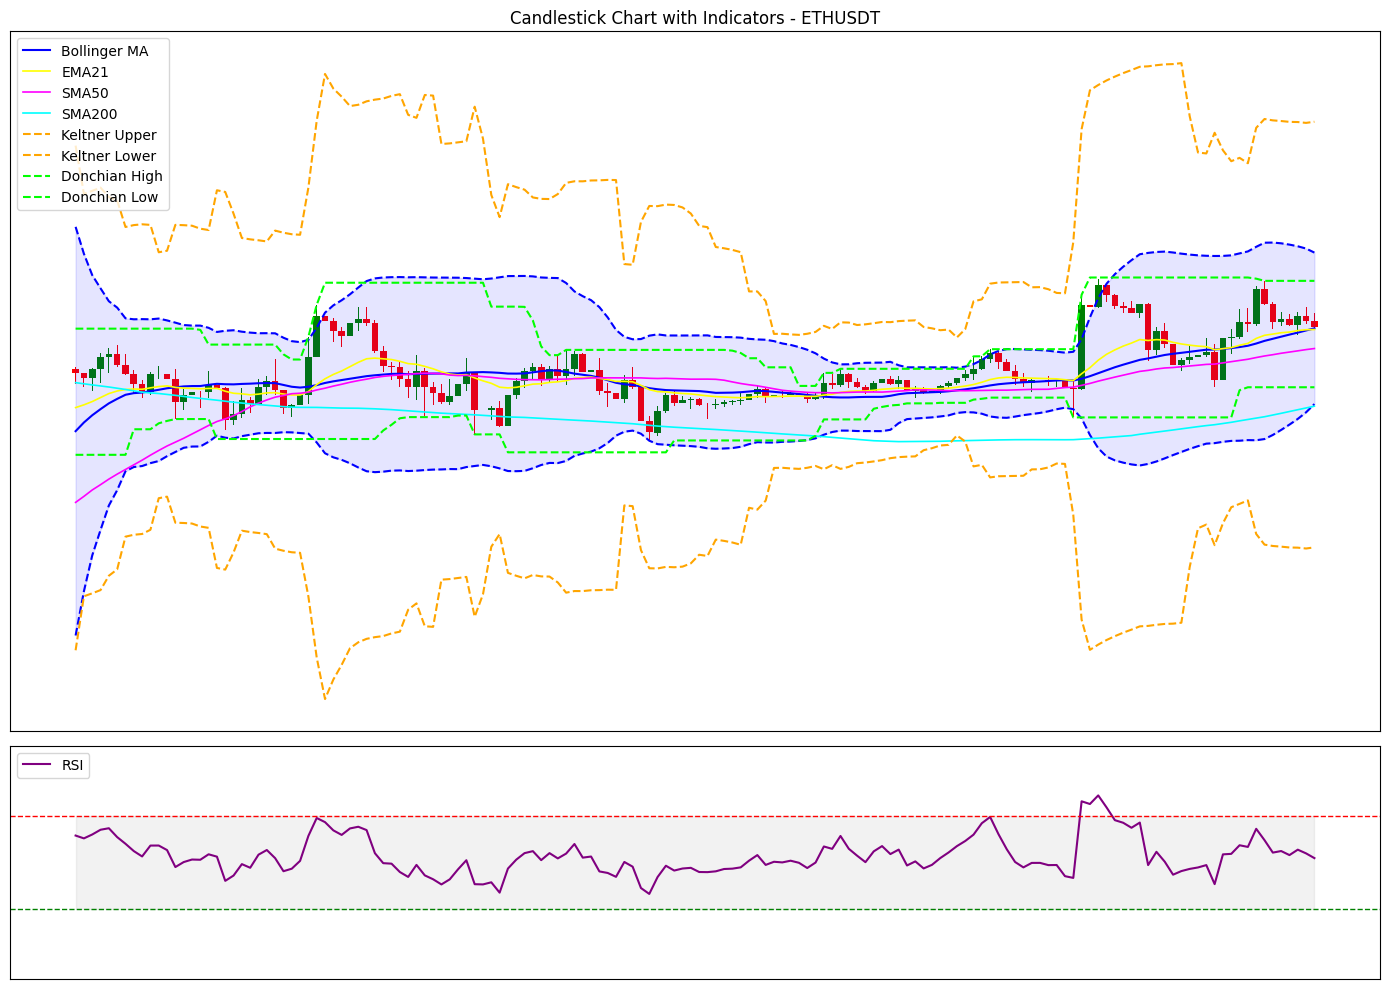 Candlestick Chart with Indicators - ETHUSDT
Bollinger MA
EMA21
SMA50
SMA200
Keltner Upper
Keltner Lower
Donchian High
Donchian Low
RSI